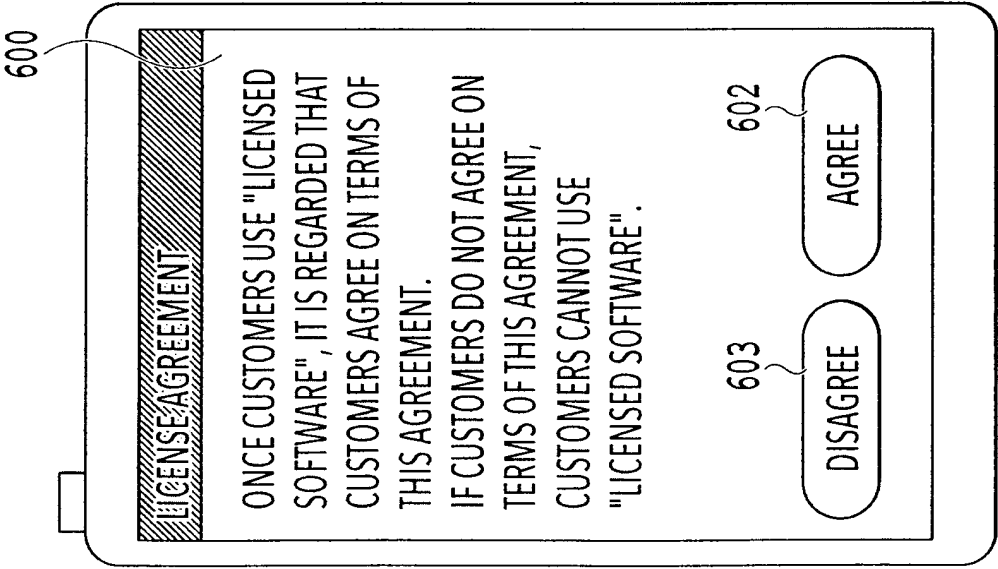 600
LICENSE AGREEMENT
ONCE CUSTOMERS USE "LICENSED
SOFTWARE", IT IS REGARDED THAT
CUSTOMERS AGREE ON TERMS OF
THIS AGREEMENT.
IF CUSTOMERS DO NOT AGREE ON
TERMS OF THIS AGREEMENT,
CUSTOMERS CANNOT USE
"LICENSED SOFTWARE".
603
602
DISAGREE
AGREE